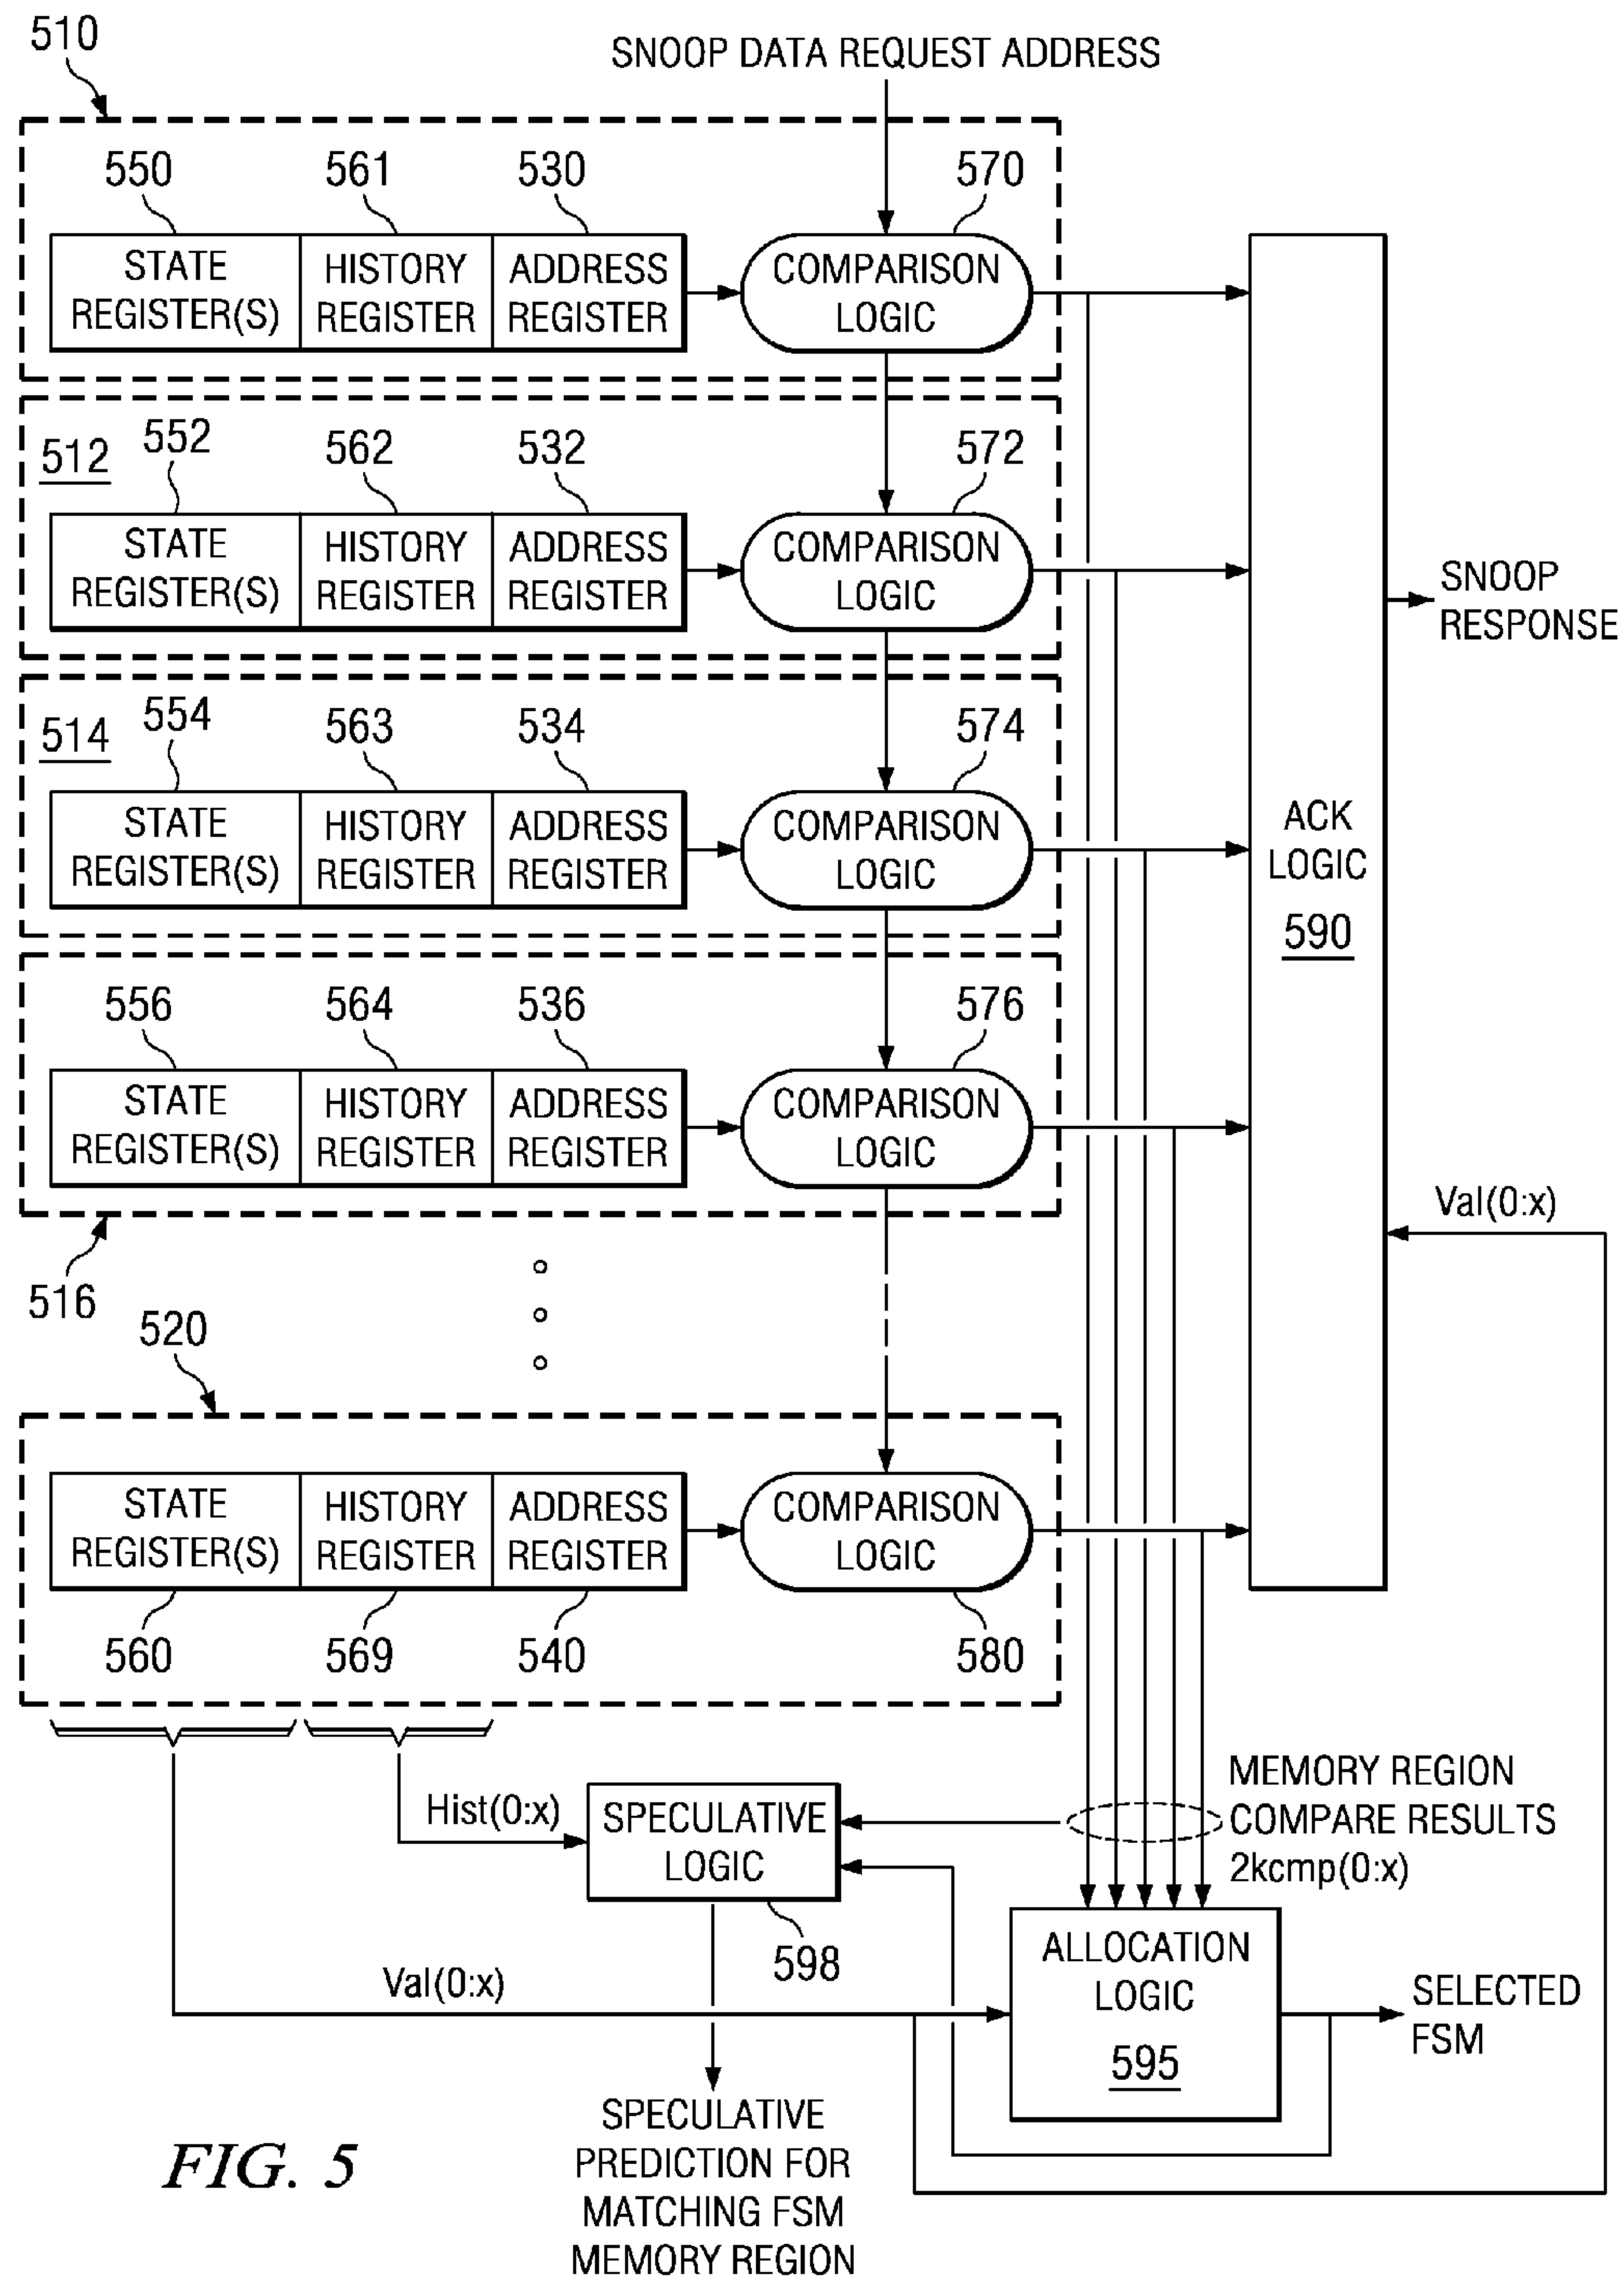 510
SNOOP DATA REQUEST ADDRESS
550
561
530
570
STATE
REGISTER(S)
HISTORY
REGISTER
ADDRESS
REGISTER
COMPARISON
LOGIC
512
552
562
532
572
STATE
REGISTER(S)
HISTORY
REGISTER
ADDRESS
REGISTER
COMPARISON
LOGIC
SNOOP
RESPONSE
514
554
563
534
574
STATE
REGISTER(S)
HISTORY
REGISTER
ADDRESS
REGISTER
COMPARISON
LOGIC
ACK
LOGIC
590
556
564
536
576
STATE
REGISTER(S)
HISTORY
REGISTER
ADDRESS
REGISTER
COMPARISON
LOGIC
Val(0:x)
516
520
STATE
REGISTER(S)
HISTORY
REGISTER
ADDRESS
REGISTER
COMPARISON
LOGIC
560
569
540
580
Hist(0:x)
SPECULATIVE
LOGIC
598
MEMORY REGION
COMPARE RESULTS
2kcmp(0:x)
Val(0:x)
ALLOCATION
LOGIC
595
SELECTED
FSM
SPECULATIVE
PREDICTION FOR
MATCHING FSM
MEMORY REGION
FIG. 5